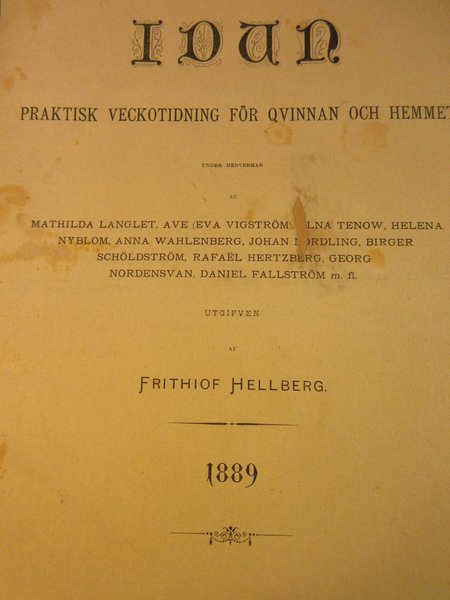 IDUN
PRAKTISK VECKOTIDNING FÖR QVINNAN OCH HEMMET
UNDER MEDVERKAN
AF
MATHILDA LANGLET, AVE (EVA VIGSTRÖM), ELNA TENOW, HELENA
NYBLOM, ANNA WAHLENBERG, JOHAN NORDLING, BIRGER
SCHÖLDSTRÖM, RAFAËL HERTZBERG, GEORG
NORDENSVAN, DANIEL FALLSTRÖM m. fl.
UTGIFVEN
AF
FRITHIOF HELLBERG.
1889